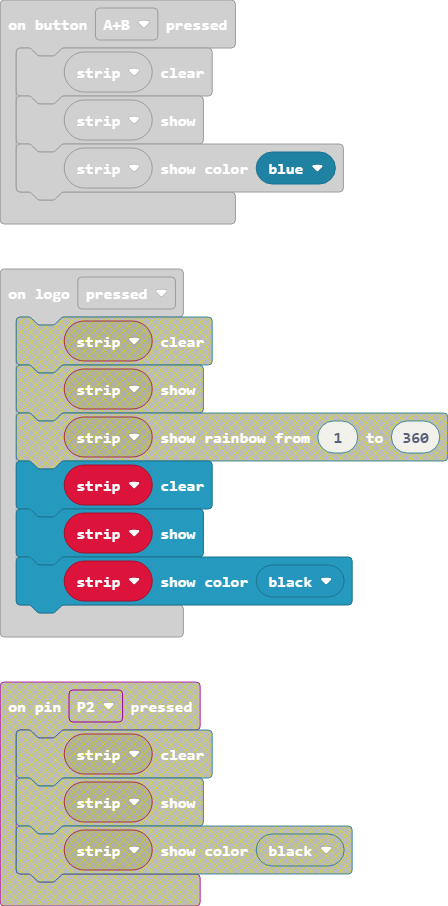 on button A+B pressed
strip clear
strip show
strip show color blue
on logo pressed
strip clear
strip show
strip show rainbow from 1 to 360
strip clear
strip show
strip show color black
on pin P2 pressed
strip clear
strip show
strip show color black